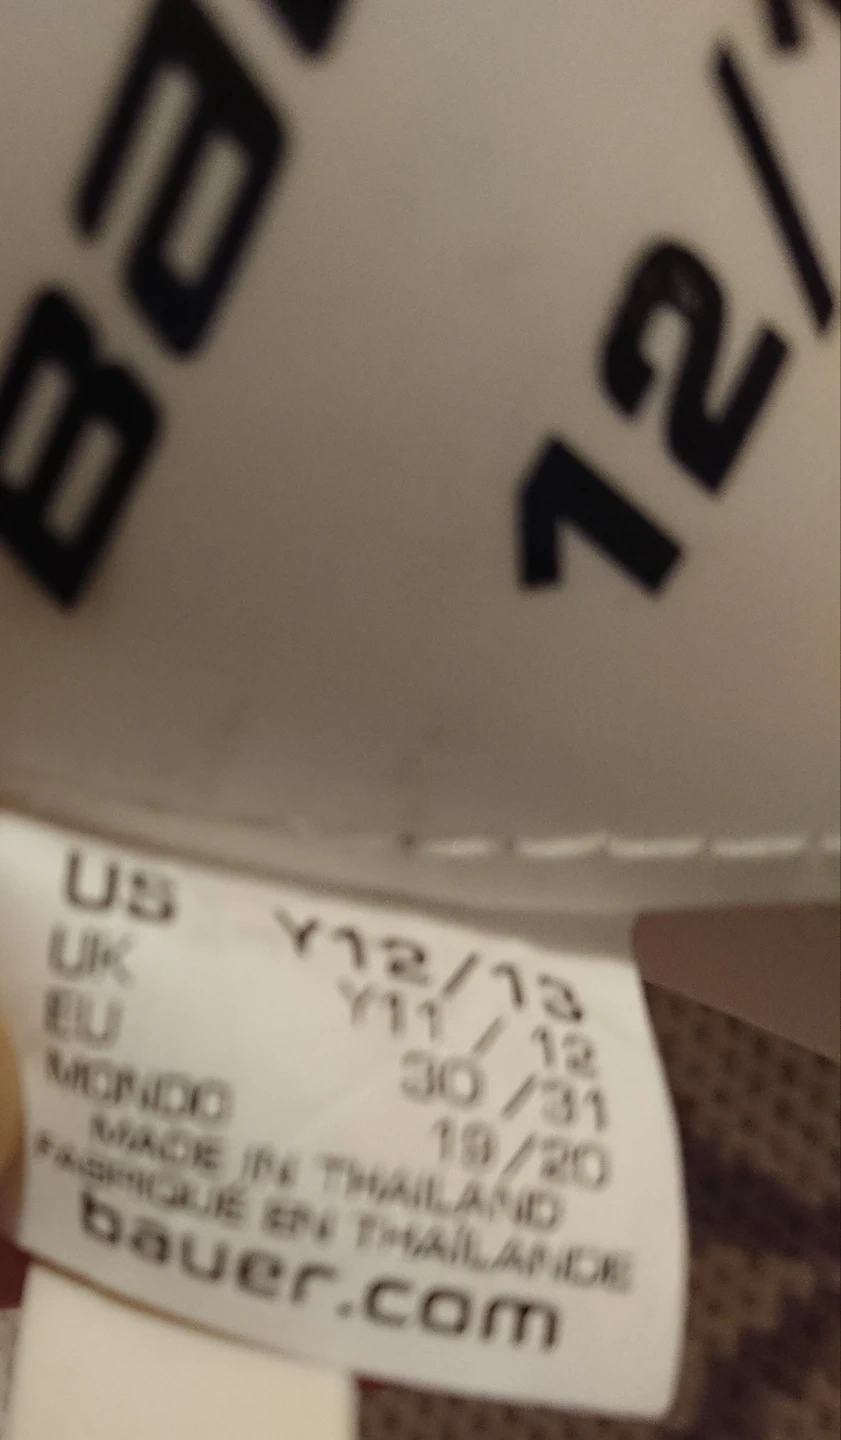 12/
US Y12/13
UK Y11 / 12
EU 30 /31
MONDO 19/20
MADE IN THAILAND
FABRIQUÉ EN THAÏLANDE
bauer.com